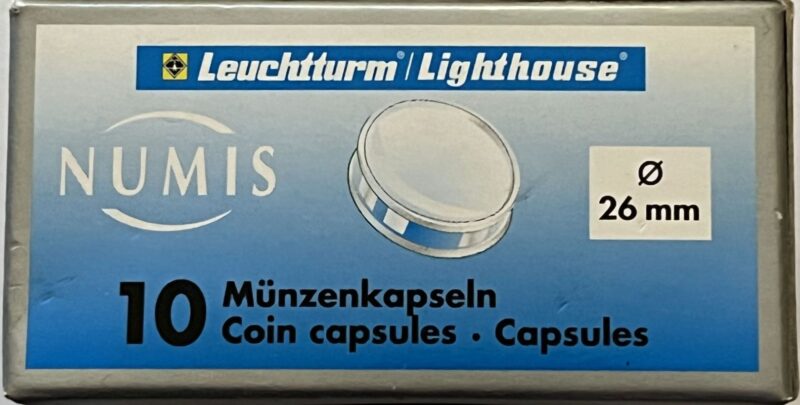 Leuchtturm®/Lighthouse®
NUMIS
Ø
26 mm
10 Münzenkapseln
Coin capsules · Capsules